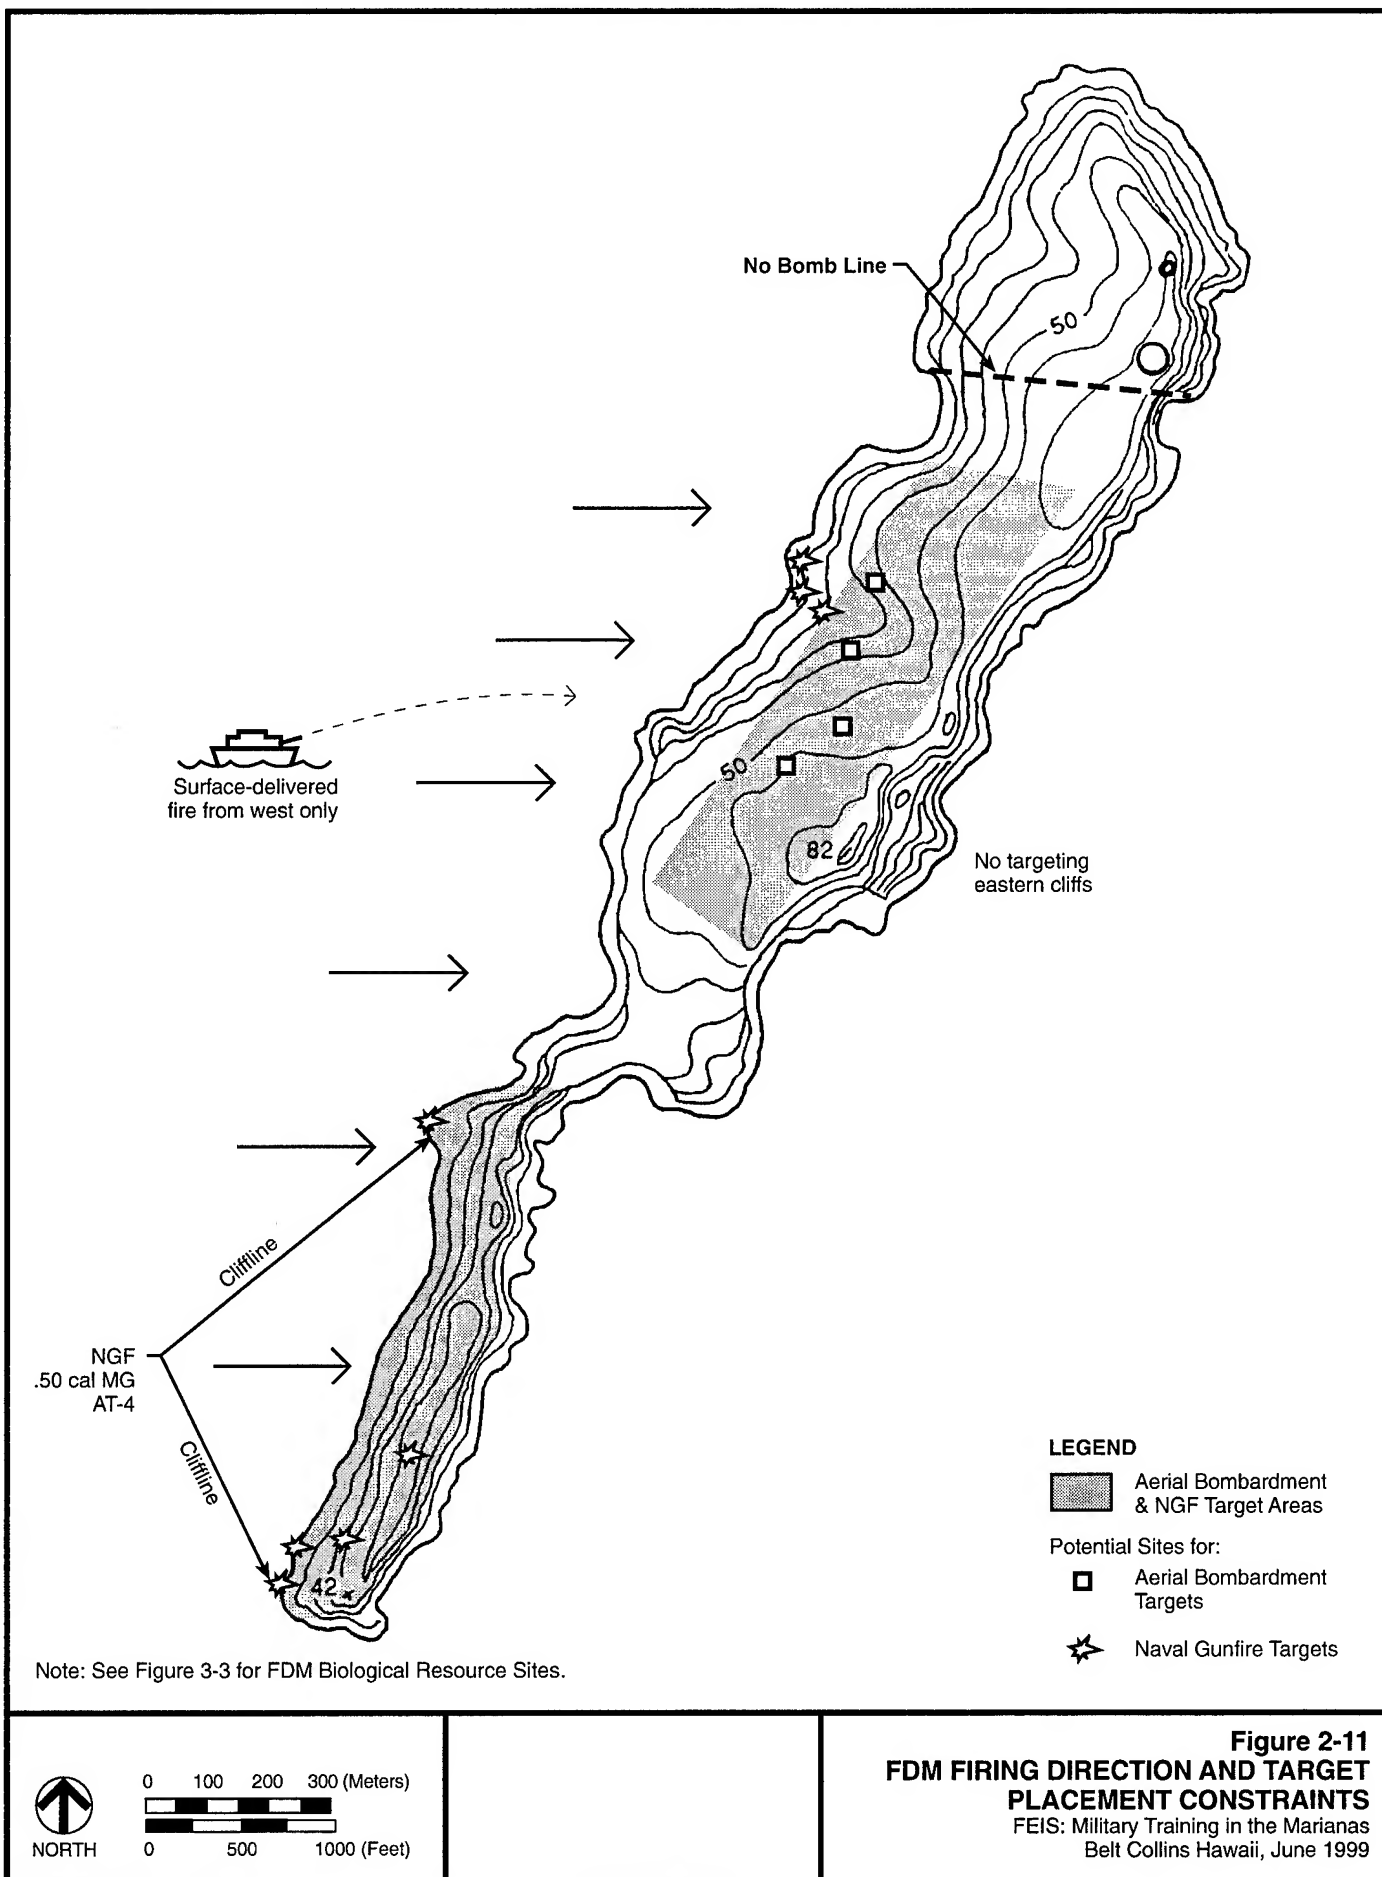 No Bomb Line
50
Surface-delivered
fire from west only
50
82
No targeting
eastern cliffs
Cliffline
NGF
.50 cal MG
AT-4
Cliffline
42
LEGEND
Aerial Bombardment
& NGF Target Areas
Potential Sites for:
Aerial Bombardment
Targets
Naval Gunfire Targets
Note: See Figure 3-3 for FDM Biological Resource Sites.
NORTH
0 100 200 300 (Meters)
0 500 1000 (Feet)
Figure 2-11
FDM FIRING DIRECTION AND TARGET
PLACEMENT CONSTRAINTS
FEIS: Military Training in the Marianas
Belt Collins Hawaii, June 1999